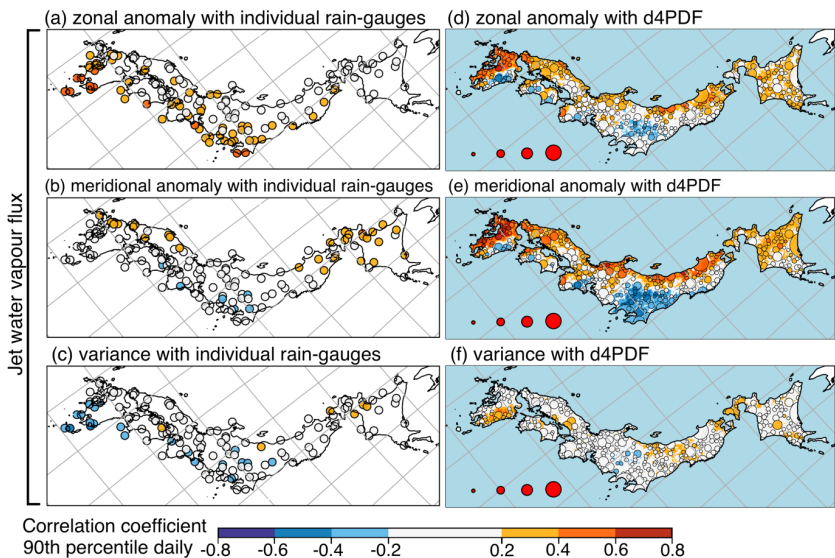 (a) zonal anomaly with individual rain-gauges
(d) zonal anomaly with d4PDF
(b) meridional anomaly with individual rain-gauges
(e) meridional anomaly with d4PDF
(c) variance with individual rain-gauges
(f) variance with d4PDF
Jet water vapour flux
Correlation coefficient
90th percentile daily
-0.8 -0.6 -0.4 -0.2 0.2 0.4 0.6 0.8